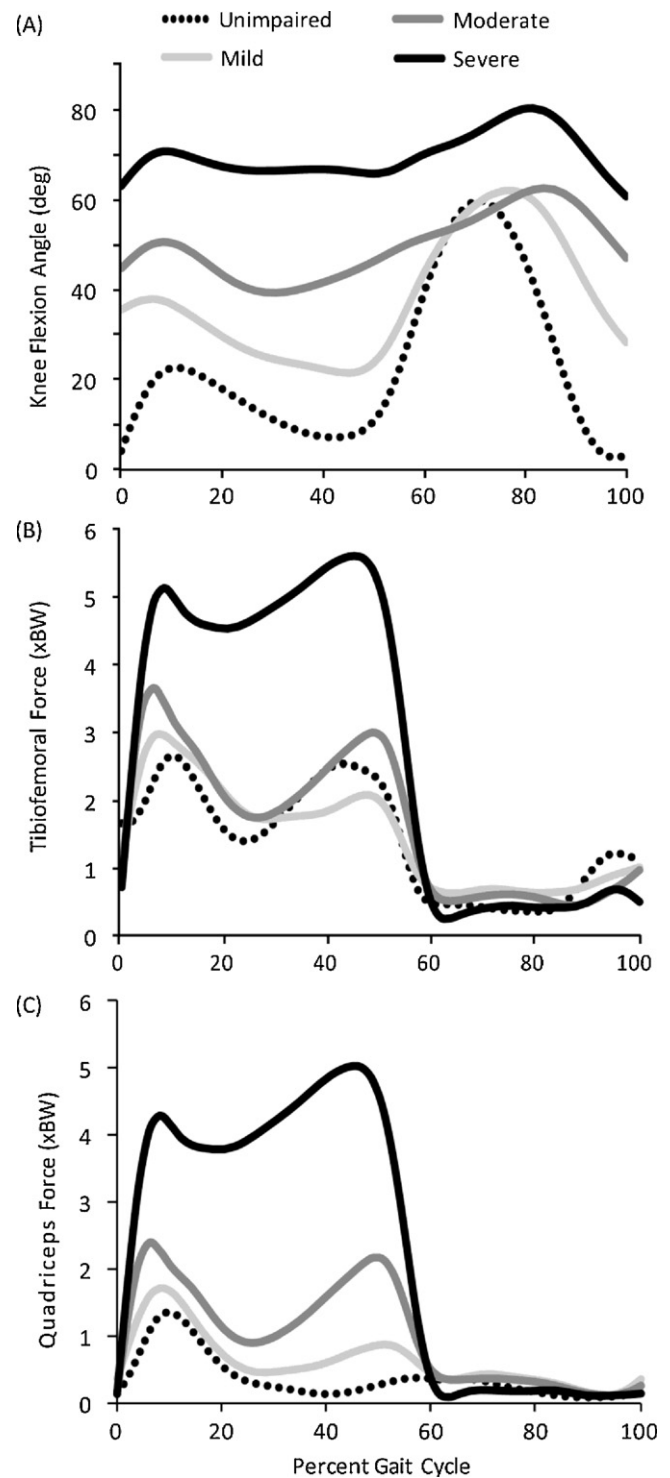 (A)
Unimpaired Moderate
Mild Severe
Knee Flexion Angle (deg)
80
60
40
20
0
0 20 40 60 80 100
(B)
Tibiofemoral Force (xBW)
6
5
4
3
2
1
0
0 20 40 60 80 100
(C)
Quadriceps Force (xBW)
6
5
4
3
2
1
0
0 20 40 60 80 100
Percent Gait Cycle